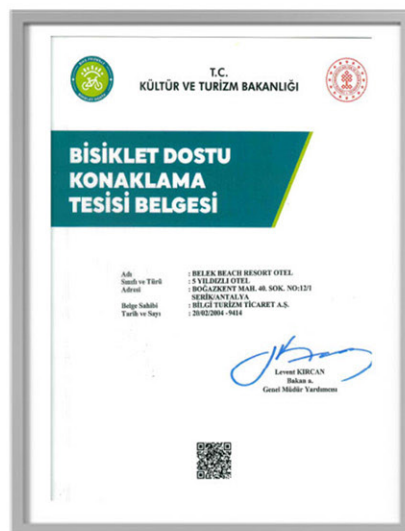 T.C.
KÜLTÜR VE TURİZM BAKANLIĞI
BİSİKLET DOSTU
KONAKLAMA
TESİSİ BELGESİ
Adı : BELEK BEACH RESORT OTEL
Sınıfı ve Türü : 5 YILDIZLI OTEL
Adresi : BOĞAZKENT MAH. 40. SOK. NO:12/1
SERİK/ANTALYA
Belge Sahibi : BİLGİ TURİZM TİCARET A.Ş.
Tarih ve Sayı : 20/02/2004 -9414
Levent KIRCAN
Bakan a.
Genel Müdür Yardımcısı